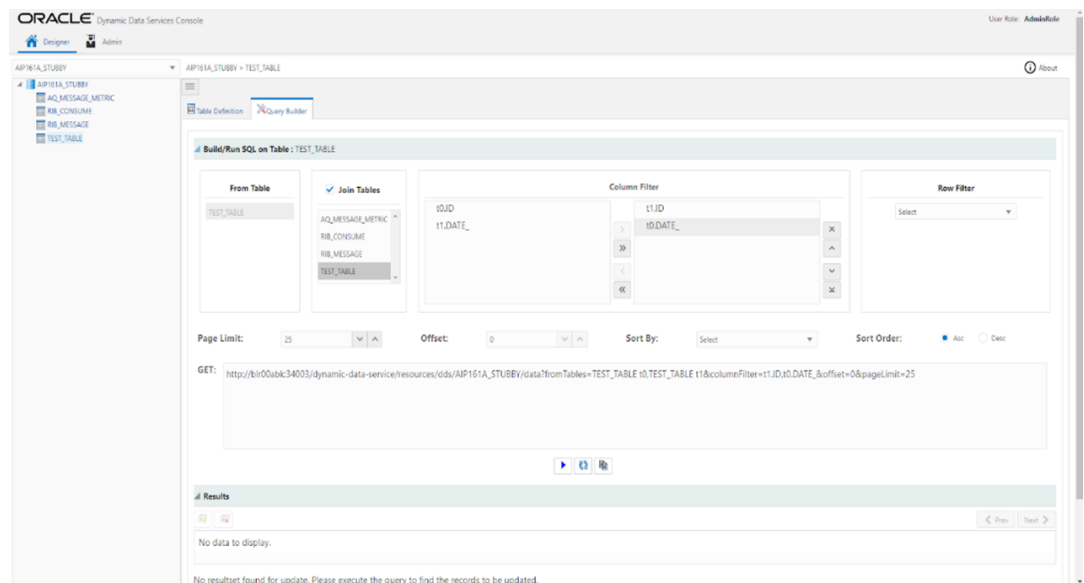 ORACLE Dynamic Data Services Console
User Role: AdminRole
Designer Admin
AIP161A_STUBBY
AIP161A_STUBBY > TEST_TABLE
About
AIP161A_STUBBY
AQ_MESSAGE_METRIC
RIB_CONSUME
RIB_MESSAGE
TEST_TABLE
Table Definition Query Builder
Build/Run SQL on Table : TEST_TABLE
From Table
TEST_TABLE
Join Tables
AQ_MESSAGE_METRIC
RIB_CONSUME
RIB_MESSAGE
TEST_TABLE
Column Filter
t0.ID
t1.DATE_
t1.ID
t0.DATE_
Row Filter
Select
Page Limit: 25 Offset: 0 Sort By: Select Sort Order: Asc Desc
GET: http://blr00ablc:34003/dynamic-data-service/resources/dds/AIP161A_STUBBY/data?fromTables=TEST_TABLE t0,TEST_TABLE t1&columnFilter=t1.ID,t0.DATE_&offset=0&pageLimit=25
Results
Prev Next
No data to display.
No resultset found for update. Please execute the query to find the records to be updated.